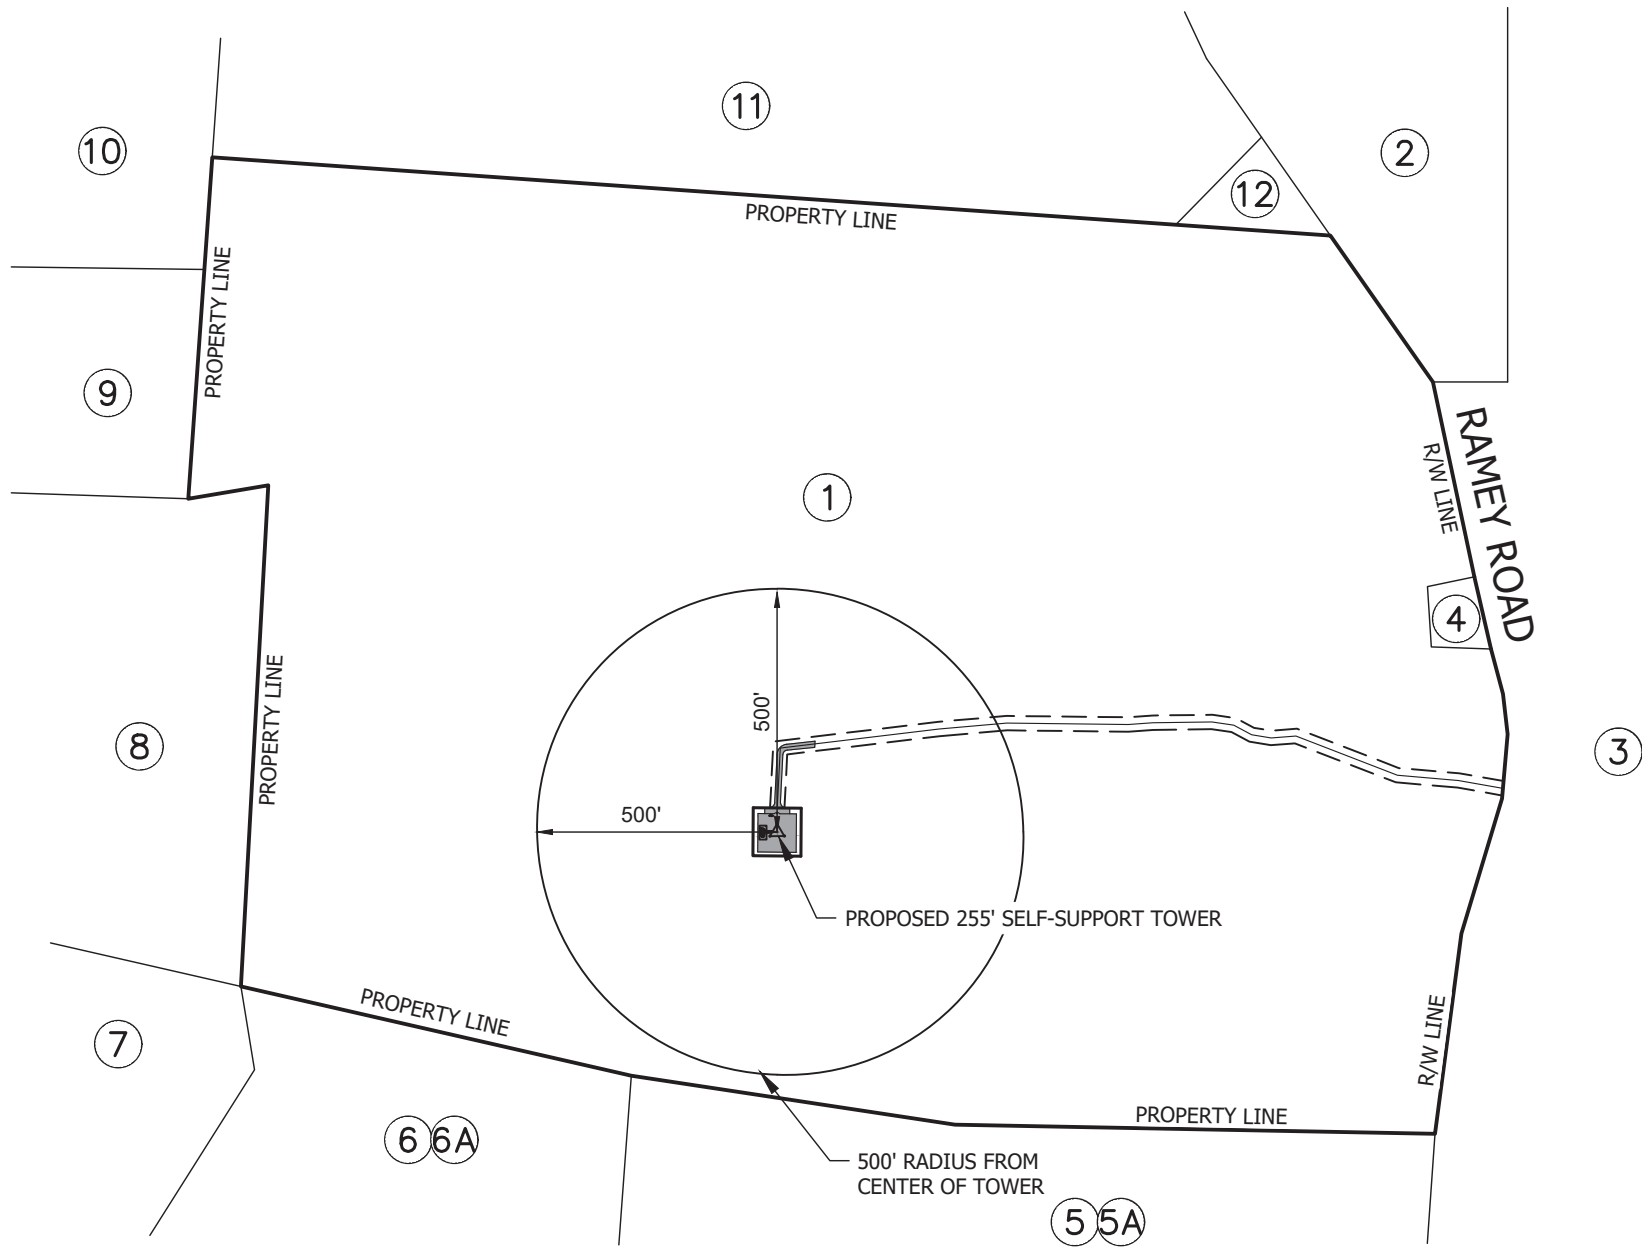 11
10
2
12
PROPERTY LINE
PROPERTY LINE
9
RAMEY ROAD
R/W LINE
1
4
500'
PROPERTY LINE
8
3
500'
PROPOSED 255' SELF-SUPPORT TOWER
PROPERTY LINE
7
R/W LINE
PROPERTY LINE
6 6A
500' RADIUS FROM
CENTER OF TOWER
5 5A